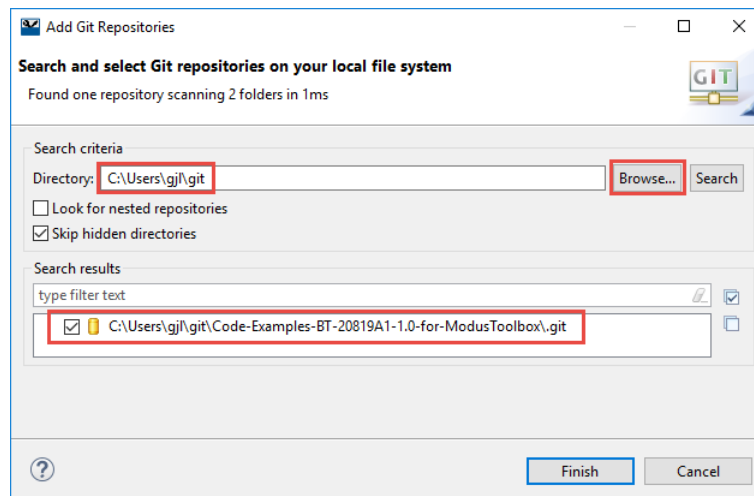 Add Git Repositories
Search and select Git repositories on your local file system
Found one repository scanning 2 folders in 1ms
GIT
Search criteria
Directory: C:\Users\gjl\git Browse... Search
Look for nested repositories
Skip hidden directories
Search results
type filter text
C:\Users\gjl\git\Code-Examples-BT-20819A1-1.0-for-ModusToolbox\.git
? Finish Cancel